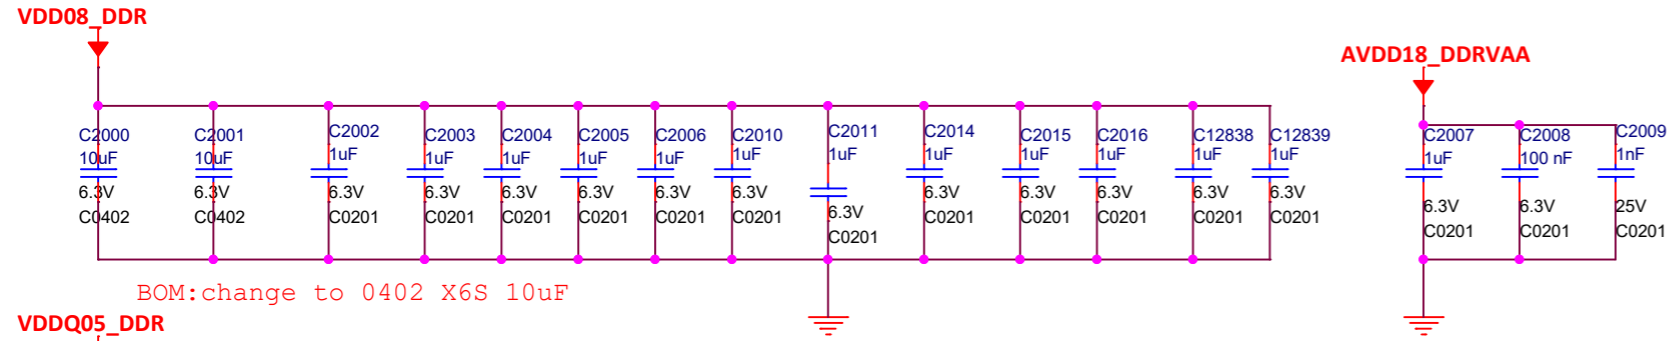 VDD08_DDR
AVDD18_DDRVAA
C2000
10uF
6.3V
C0402
C2001
10uF
6.3V
C0402
C2002
1uF
6.3V
C0201
C2003
1uF
6.3V
C0201
C2004
1uF
6.3V
C0201
C2005
1uF
6.3V
C0201
C2006
1uF
6.3V
C0201
C2010
1uF
6.3V
C0201
C2011
1uF
6.3V
C0201
C2014
1uF
6.3V
C0201
C2015
1uF
6.3V
C0201
C2016
1uF
6.3V
C0201
C12838
1uF
6.3V
C0201
C12839
1uF
6.3V
C0201
C2007
1uF
6.3V
C0201
C2008
100 nF
6.3V
C0201
C2009
1nF
25V
C0201
BOM:change to 0402 X6S 10uF
VDDQ05_DDR